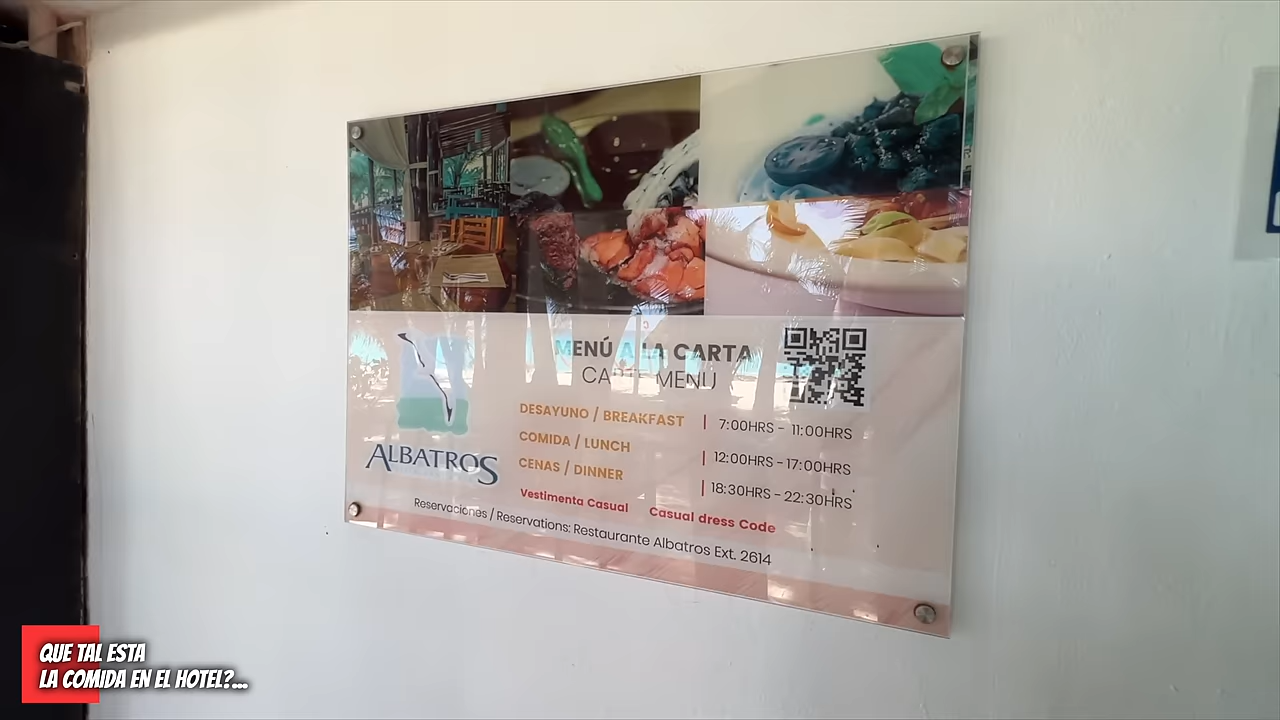 MENÚ A LA CARTA
CARTE MENU
DESAYUNO / BREAKFAST | 7:00HRS - 11:00HRS
COMIDA / LUNCH | 12:00HRS - 17:00HRS
CENAS / DINNER | 18:30HRS - 22:30HRS
ALBATROS
Vestimenta Casual Casual dress Code
Reservaciones / Reservations: Restaurante Albatros Ext. 2614
QUE TAL ESTA
LA COMIDA EN EL HOTEL?...